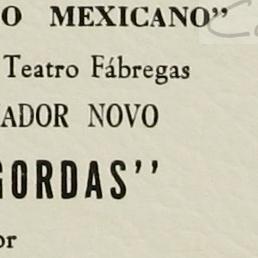 O MEXICANO”
Teatro Fábregas
ADOR NOVO
GORDAS”
or